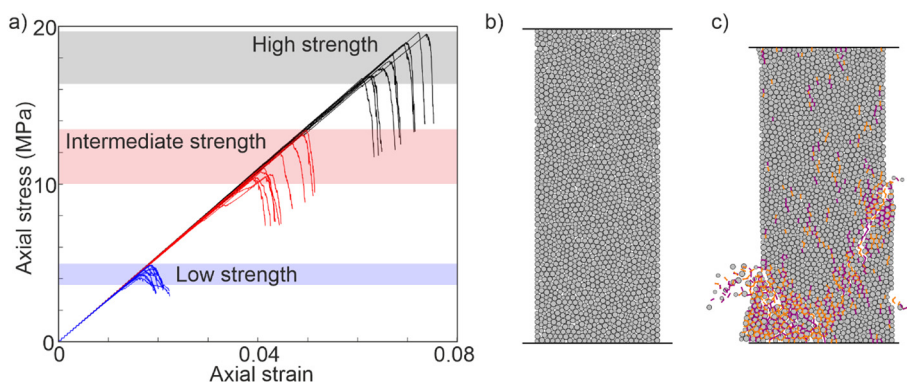 a)
20
High strength
Intermediate strength
10
Low strength
0
0
0.04
0.08
Axial stress (MPa)
Axial strain
b)
c)